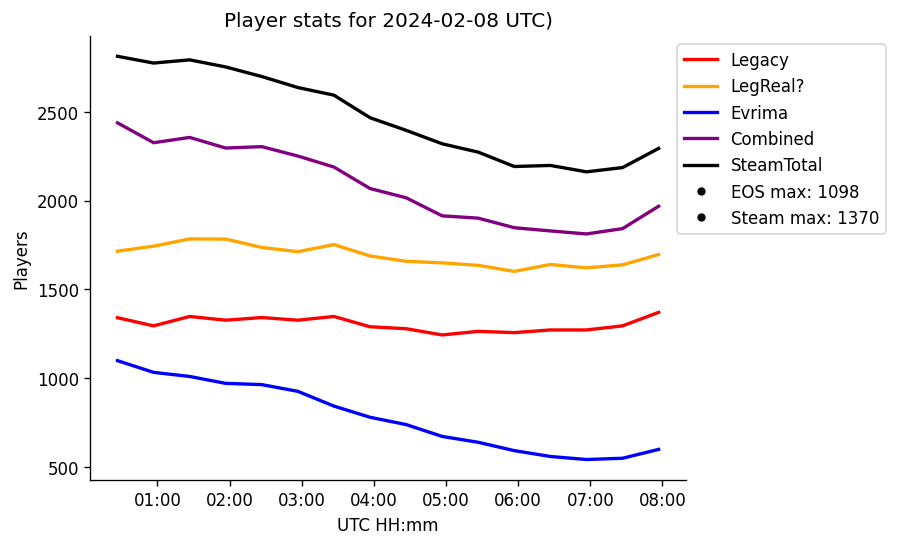 Player stats for 2024-02-08 UTC)
Players
2500
2000
1500
1000
500
01:00 02:00 03:00 04:00 05:00 06:00 07:00 08:00
UTC HH:mm
Legacy
LegReal?
Evrima
Combined
SteamTotal
EOS max: 1098
Steam max: 1370